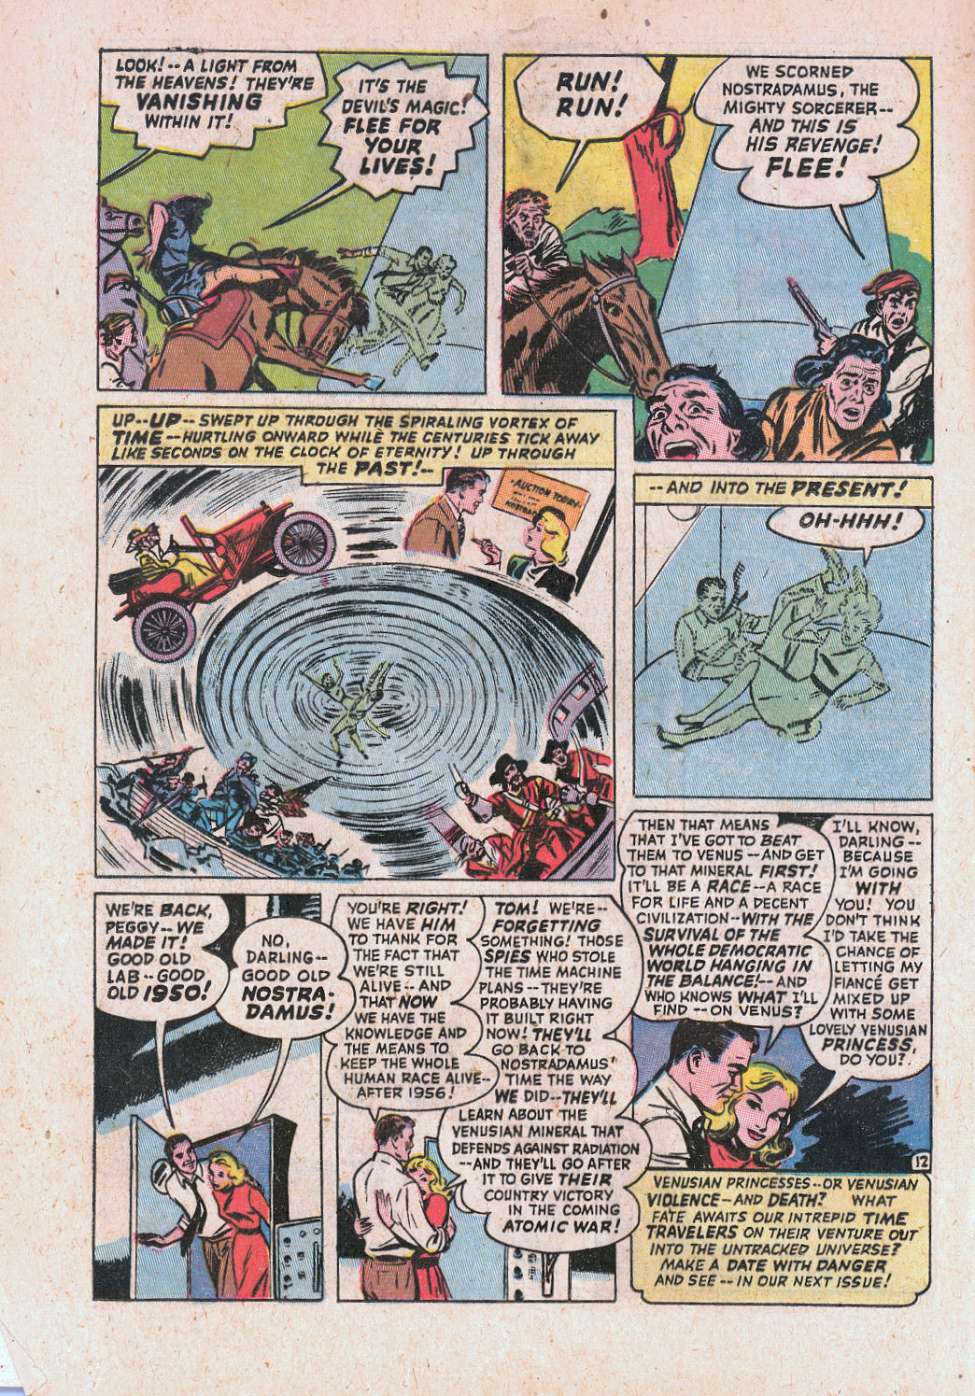 LOOK!--A LIGHT FROM
THE HEAVENS! THEY'RE
VANISHING
WITHIN IT!
IT'S THE
DEVIL'S MAGIC!
FLEE FOR
YOUR
LIVES!
RUN!
RUN!
WE SCORNED
NOSTRADAMUS, THE
MIGHTY SORCERER--
AND THIS IS
HIS REVENGE!
FLEE!
UP--UP--SWEPT UP THROUGH THE SPIRALING VORTEX OF
TIME--HURTLING ONWARD WHILE THE CENTURIES TICK AWAY
LIKE SECONDS ON THE CLOCK OF ETERNITY! UP THROUGH
THE PAST!--
AUCTION TODAY
--AND INTO THE PRESENT!
OH-HHH!
WE'RE BACK,
PEGGY--WE
MADE IT!
GOOD OLD
LAB--GOOD
OLD 1950!
NO,
DARLING--
GOOD OLD
NOSTRA-
DAMUS!
YOU'RE RIGHT!
WE HAVE HIM
TO THANK FOR
THE FACT THAT
WE'RE STILL
ALIVE--AND
THAT NOW
WE HAVE THE
KNOWLEDGE AND
THE MEANS TO
KEEP THE WHOLE
HUMAN RACE ALIVE--
AFTER 1956!
TOM! WE'RE--
FORGETTING
SOMETHING! THOSE
SPIES WHO STOLE
THE TIME MACHINE
PLANS--THEY'RE
PROBABLY HAVING
IT BUILT RIGHT
NOW! THEY'LL
GO BACK TO
NOSTRADAMUS'
TIME THE WAY
WE DID--THEY'LL
LEARN ABOUT THE
VENUSIAN MINERAL THAT
DEFENDS AGAINST RADIATION
--AND THEY'LL GO AFTER
IT TO GIVE THEIR
COUNTRY VICTORY
IN THE COMING
ATOMIC WAR!
THEN THAT MEANS
THAT I'VE GOT TO BEAT
THEM TO VENUS--AND GET
TO THAT MINERAL FIRST!
IT'LL BE A RACE--A RACE
FOR LIFE AND A DECENT
CIVILIZATION--WITH THE
SURVIVAL OF THE
WHOLE DEMOCRATIC
WORLD HANGING IN
THE BALANCE!--AND
WHO KNOWS WHAT I'LL
FIND--ON VENUS?
I'LL KNOW,
DARLING--
BECAUSE
I'M GOING
WITH
YOU! YOU
DON'T THINK
I'D TAKE THE
CHANCE OF
LETTING MY
FIANCÉ GET
MIXED UP
WITH SOME
LOVELY VENUSIAN
PRINCESS,
DO YOU?
12
VENUSIAN PRINCESSES--OR VENUSIAN
VIOLENCE--AND DEATH? WHAT
FATE AWAITS OUR INTREPID TIME
TRAVELERS ON THEIR VENTURE OUT
INTO THE UNTRACKED UNIVERSE?
MAKE A DATE WITH DANGER
AND SEE--IN OUR NEXT ISSUE!